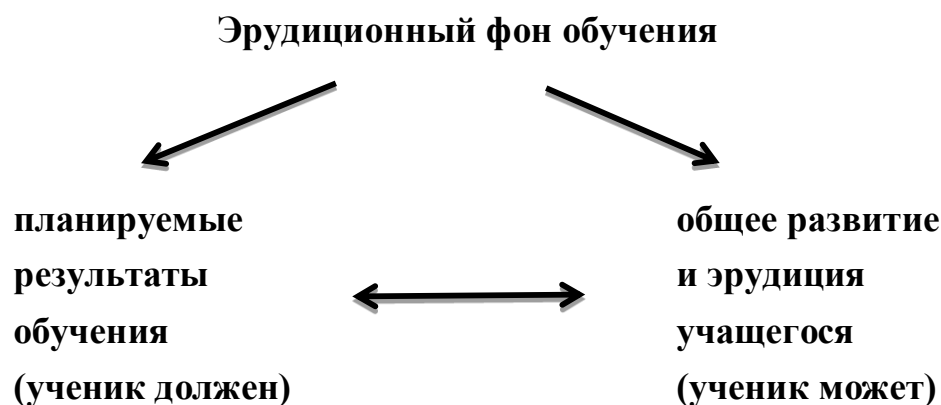 Эрудиционный фон обучения
планируемые
результаты
обучения
(ученик должен)
общее развитие
и эрудиция
учащегося
(ученик может)